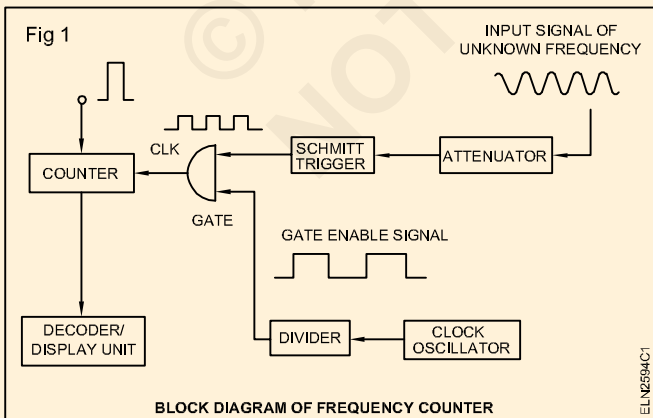 Fig 1
INPUT SIGNAL OF
UNKNOWN FREQUENCY
CLK
SCHMITT
TRIGGER
ATTENUATOR
COUNTER
GATE
GATE ENABLE SIGNAL
DECODER/
DISPLAY UNIT
DIVIDER
CLOCK
OSCILLATOR
BLOCK DIAGRAM OF FREQUENCY COUNTER
ELN2594C1
©
NOT